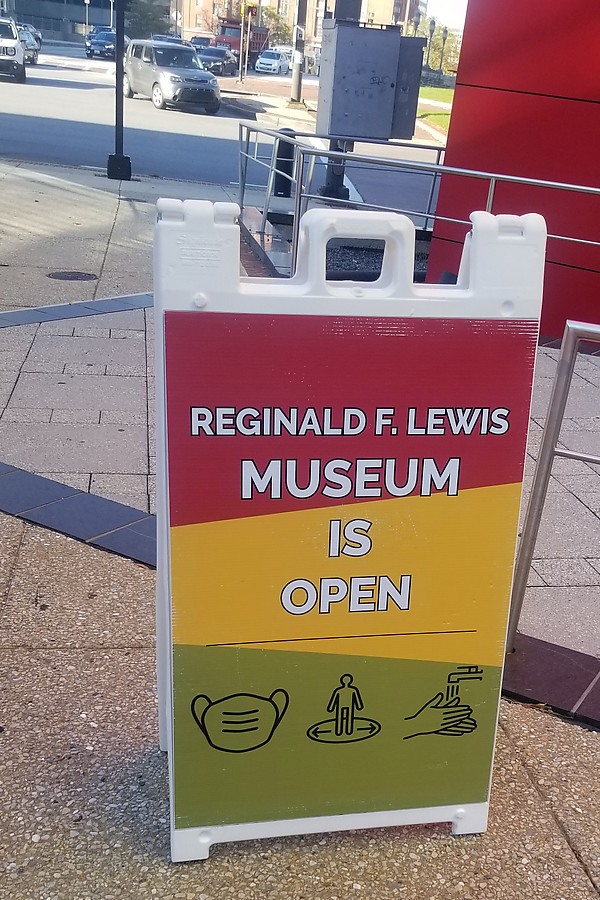 REGINALD F. LEWIS
MUSEUM
IS
OPEN